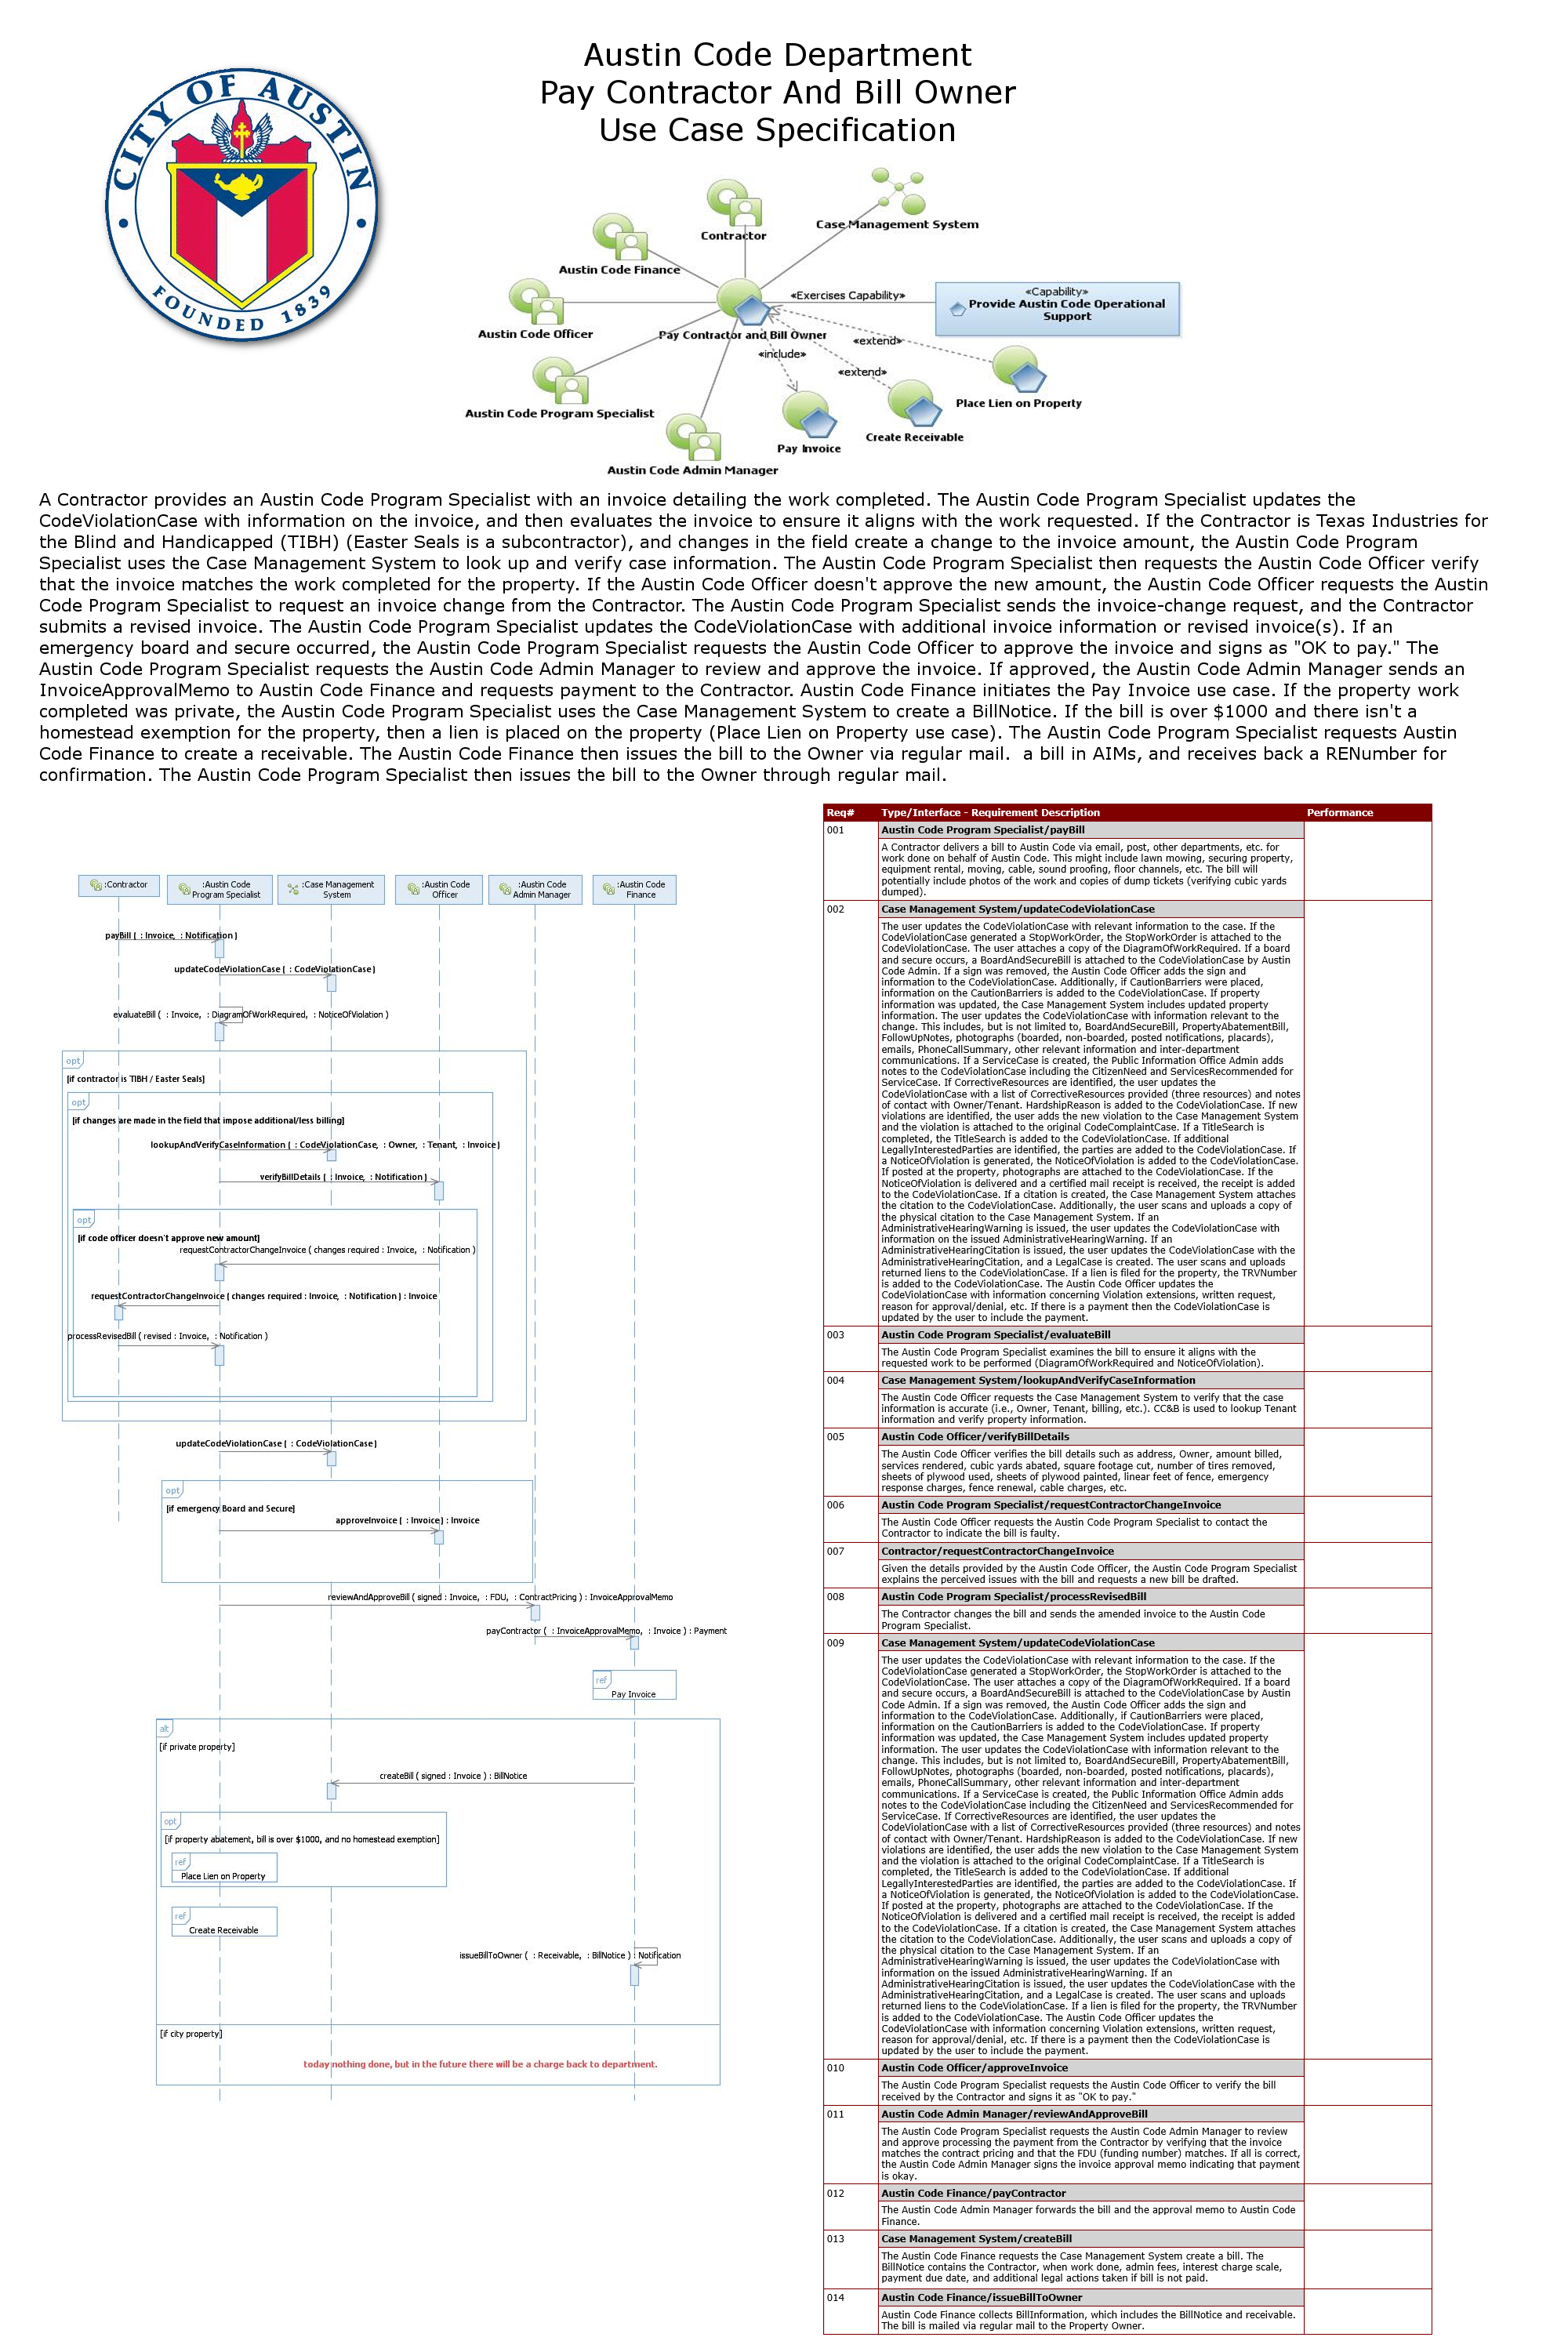 Austin Code Department
Pay Contractor And Bill Owner
Use Case Specification
CITY OF AUSTIN
FOUNDED 1839
Case Management System
Contractor
Austin Code Finance
«Exercises Capability»
«Capability»
Provide Austin Code Operational
Support
Austin Code Officer
Pay Contractor and Bill Owner
«extend»
«include»
«extend»
Place Lien on Property
Austin Code Program Specialist
Create Receivable
Pay Invoice
Austin Code Admin Manager
A Contractor provides an Austin Code Program Specialist with an invoice detailing the work completed. The Austin Code Program Specialist updates the
CodeViolationCase with information on the invoice, and then evaluates the invoice to ensure it aligns with the work requested. If the Contractor is Texas Industries for
the Blind and Handicapped (TIBH) (Easter Seals is a subcontractor), and changes in the field create a change to the invoice amount, the Austin Code Program
Specialist uses the Case Management System to look up and verify case information. The Austin Code Program Specialist then requests the Austin Code Officer verify
that the invoice matches the work completed for the property. If the Austin Code Officer doesn't approve the new amount, the Austin Code Officer requests the Austin
Code Program Specialist to request an invoice change from the Contractor. The Austin Code Program Specialist sends the invoice-change request, and the Contractor
submits a revised invoice. The Austin Code Program Specialist updates the CodeViolationCase with additional invoice information or revised invoice(s). If an
emergency board and secure occurred, the Austin Code Program Specialist requests the Austin Code Officer to approve the invoice and signs as "OK to pay." The
Austin Code Program Specialist requests the Austin Code Admin Manager to review and approve the invoice. If approved, the Austin Code Admin Manager sends an
InvoiceApprovalMemo to Austin Code Finance and requests payment to the Contractor. Austin Code Finance initiates the Pay Invoice use case. If the property work
completed was private, the Austin Code Program Specialist uses the Case Management System to create a BillNotice. If the bill is over $1000 and there isn't a
homestead exemption for the property, then a lien is placed on the property (Place Lien on Property use case). The Austin Code Program Specialist requests Austin
Code Finance to create a receivable. The Austin Code Finance then issues the bill to the Owner via regular mail.  a bill in AIMs, and receives back a RENumber for
confirmation. The Austin Code Program Specialist then issues the bill to the Owner through regular mail.
:Contractor
:Austin Code
Program Specialist
:Case Management
System
:Austin Code
Officer
:Austin Code
Admin Manager
:Austin Code
Finance
payBill ( : Invoice, : Notification )
updateCodeViolationCase ( : CodeViolationCase )
evaluateBill ( : Invoice, : DiagramOfWorkRequired, : NoticeOfViolation )
opt
[if contractor is TIBH / Easter Seals]
opt
[if changes are made in the field that impose additional/less billing]
lookupAndVerifyCaseInformation ( : CodeViolationCase, : Owner, : Tenant, : Invoice )
verifyBillDetails ( : Invoice, : Notification )
opt
[if code officer doesn't approve new amount]
requestContractorChangeInvoice ( changes required : Invoice, : Notification )
requestContractorChangeInvoice ( changes required : Invoice, : Notification ) : Invoice
processRevisedBill ( revised : Invoice, : Notification )
updateCodeViolationCase ( : CodeViolationCase )
opt
[if emergency Board and Secure]
approveInvoice ( : Invoice ) : Invoice
reviewAndApproveBill ( signed : Invoice, : FDU, : ContractPricing ) : InvoiceApprovalMemo
payContractor ( : InvoiceApprovalMemo, : Invoice ) : Payment
ref
Pay Invoice
alt
[if private property]
createBill ( signed : Invoice ) : BillNotice
opt
[if property abatement, bill is over $1000, and no homestead exemption]
ref
Place Lien on Property
ref
Create Receivable
issueBillToOwner ( : Receivable, : BillNotice ) : Notification
[if city property]
today nothing done, but in the future there will be a charge back to department.
Req# Type/Interface - Requirement Description Performance
001 Austin Code Program Specialist/payBill
A Contractor delivers a bill to Austin Code via email, post, other departments, etc. for
work done on behalf of Austin Code. This might include lawn mowing, securing property,
equipment rental, moving, cable, sound proofing, floor channels, etc. The bill will
potentially include photos of the work and copies of dump tickets (verifying cubic yards
dumped).
002 Case Management System/updateCodeViolationCase
The user updates the CodeViolationCase with relevant information to the case. If the
CodeViolationCase generated a StopWorkOrder, the StopWorkOrder is attached to the
CodeViolationCase. The user attaches a copy of the DiagramOfWorkRequired. If a board
and secure occurs, a BoardAndSecureBill is attached to the CodeViolationCase by Austin
Code Admin. If a sign was removed, the Austin Code Officer adds the sign and
information to the CodeViolationCase. Additionally, if CautionBarriers were placed,
information on the CautionBarriers is added to the CodeViolationCase. If property
information was updated, the Case Management System includes updated property
information. The user updates the CodeViolationCase with information relevant to the
change. This includes, but is not limited to, BoardAndSecureBill, PropertyAbatementBill,
FollowUpNotes, photographs (boarded, non-boarded, posted notifications, placards),
emails, PhoneCallSummary, other relevant information and inter-department
communications. If a ServiceCase is created, the Public Information Office Admin adds
notes to the CodeViolationCase including the CitizenNeed and ServicesRecommended for
ServiceCase. If CorrectiveResources are identified, the user updates the
CodeViolationCase with a list of CorrectiveResources provided (three resources) and notes
of contact with Owner/Tenant. HardshipReason is added to the CodeViolationCase. If new
violations are identified, the user adds the new violation to the Case Management System
and the violation is attached to the original CodeComplaintCase. If a TitleSearch is
completed, the TitleSearch is added to the CodeViolationCase. If additional
LegallyInterestedParties are identified, the parties are added to the CodeViolationCase. If
a NoticeOfViolation is generated, the NoticeOfViolation is added to the CodeViolationCase.
If posted at the property, photographs are attached to the CodeViolationCase. If the
NoticeOfViolation is delivered and a certified mail receipt is received, the receipt is added
to the CodeViolationCase. If a citation is created, the Case Management System attaches
the citation to the CodeViolationCase. Additionally, the user scans and uploads a copy of
the physical citation to the Case Management System. If an
AdministrativeHearingWarning is issued, the user updates the CodeViolationCase with
information on the issued AdministrativeHearingWarning. If an
AdministrativeHearingCitation is issued, the user updates the CodeViolationCase with the
AdministrativeHearingCitation, and a LegalCase is created. The user scans and uploads
returned liens to the CodeViolationCase. If a lien is filed for the property, the TRVNumber
is added to the CodeViolationCase. The Austin Code Officer updates the
CodeViolationCase with information concerning Violation extensions, written request,
reason for approval/denial, etc. If there is a payment then the CodeViolationCase is
updated by the user to include the payment.
003 Austin Code Program Specialist/evaluateBill
The Austin Code Program Specialist examines the bill to ensure it aligns with the
requested work to be performed (DiagramOfWorkRequired and NoticeOfViolation).
004 Case Management System/lookupAndVerifyCaseInformation
The Austin Code Officer requests the Case Management System to verify that the case
information is accurate (i.e., Owner, Tenant, billing, etc.). CC&B is used to lookup Tenant
information and verify property information.
005 Austin Code Officer/verifyBillDetails
The Austin Code Officer verifies the bill details such as address, Owner, amount billed,
services rendered, cubic yards abated, square footage cut, number of tires removed,
sheets of plywood used, sheets of plywood painted, linear feet of fence, emergency
response charges, fence renewal, cable charges, etc.
006 Austin Code Program Specialist/requestContractorChangeInvoice
The Austin Code Officer requests the Austin Code Program Specialist to contact the
Contractor to indicate the bill is faulty.
007 Contractor/requestContractorChangeInvoice
Given the details provided by the Austin Code Officer, the Austin Code Program Specialist
explains the perceived issues with the bill and requests a new bill be drafted.
008 Austin Code Program Specialist/processRevisedBill
The Contractor changes the bill and sends the amended invoice to the Austin Code
Program Specialist.
009 Case Management System/updateCodeViolationCase
The user updates the CodeViolationCase with relevant information to the case. If the
CodeViolationCase generated a StopWorkOrder, the StopWorkOrder is attached to the
CodeViolationCase. The user attaches a copy of the DiagramOfWorkRequired. If a board
and secure occurs, a BoardAndSecureBill is attached to the CodeViolationCase by Austin
Code Admin. If a sign was removed, the Austin Code Officer adds the sign and
information to the CodeViolationCase. Additionally, if CautionBarriers were placed,
information on the CautionBarriers is added to the CodeViolationCase. If property
information was updated, the Case Management System includes updated property
information. The user updates the CodeViolationCase with information relevant to the
change. This includes, but is not limited to, BoardAndSecureBill, PropertyAbatementBill,
FollowUpNotes, photographs (boarded, non-boarded, posted notifications, placards),
emails, PhoneCallSummary, other relevant information and inter-department
communications. If a ServiceCase is created, the Public Information Office Admin adds
notes to the CodeViolationCase including the CitizenNeed and ServicesRecommended for
ServiceCase. If CorrectiveResources are identified, the user updates the
CodeViolationCase with a list of CorrectiveResources provided (three resources) and notes
of contact with Owner/Tenant. HardshipReason is added to the CodeViolationCase. If new
violations are identified, the user adds the new violation to the Case Management System
and the violation is attached to the original CodeComplaintCase. If a TitleSearch is
completed, the TitleSearch is added to the CodeViolationCase. If additional
LegallyInterestedParties are identified, the parties are added to the CodeViolationCase. If
a NoticeOfViolation is generated, the NoticeOfViolation is added to the CodeViolationCase.
If posted at the property, photographs are attached to the CodeViolationCase. If the
NoticeOfViolation is delivered and a certified mail receipt is received, the receipt is added
to the CodeViolationCase. If a citation is created, the Case Management System attaches
the citation to the CodeViolationCase. Additionally, the user scans and uploads a copy of
the physical citation to the Case Management System. If an
AdministrativeHearingWarning is issued, the user updates the CodeViolationCase with
information on the issued AdministrativeHearingWarning. If an
AdministrativeHearingCitation is issued, the user updates the CodeViolationCase with the
AdministrativeHearingCitation, and a LegalCase is created. The user scans and uploads
returned liens to the CodeViolationCase. If a lien is filed for the property, the TRVNumber
is added to the CodeViolationCase. The Austin Code Officer updates the
CodeViolationCase with information concerning Violation extensions, written request,
reason for approval/denial, etc. If there is a payment then the CodeViolationCase is
updated by the user to include the payment.
010 Austin Code Officer/approveInvoice
The Austin Code Program Specialist requests the Austin Code Officer to verify the bill
received by the Contractor and signs it as "OK to pay."
011 Austin Code Admin Manager/reviewAndApproveBill
The Austin Code Program Specialist requests the Austin Code Admin Manager to review
and approve processing the payment from the Contractor by verifying that the invoice
matches the contract pricing and that the FDU (funding number) matches. If all is correct,
the Austin Code Admin Manager signs the invoice approval memo indicating that payment
is okay.
012 Austin Code Finance/payContractor
The Austin Code Admin Manager forwards the bill and the approval memo to Austin Code
Finance.
013 Case Management System/createBill
The Austin Code Finance requests the Case Management System create a bill. The
BillNotice contains the Contractor, when work done, admin fees, interest charge scale,
payment due date, and additional legal actions taken if bill is not paid.
014 Austin Code Finance/issueBillToOwner
Austin Code Finance collects BillInformation, which includes the BillNotice and receivable.
The bill is mailed via regular mail to the Property Owner.